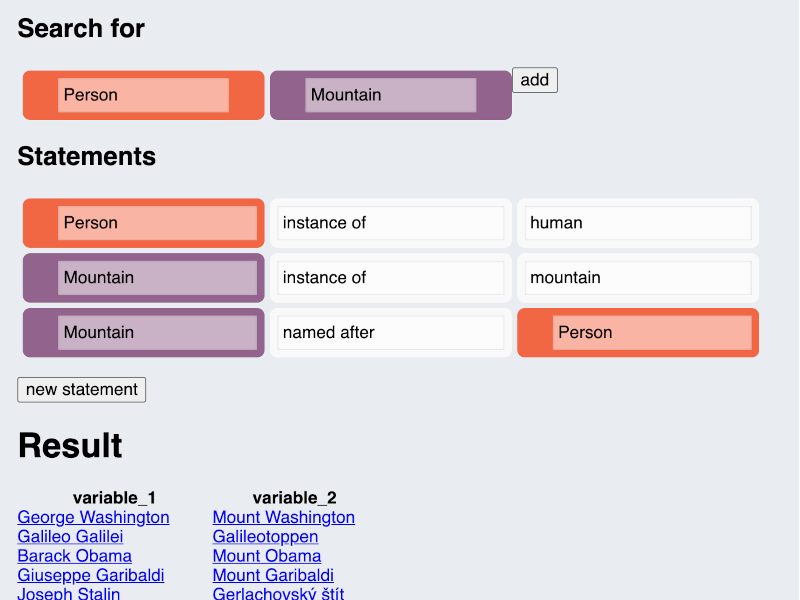 Search for
Person Mountain add
Statements
Person instance of human
Mountain instance of mountain
Mountain named after Person
new statement
Result
variable_1 variable_2
George Washington Mount Washington
Galileo Galilei Galileotoppen
Barack Obama Mount Obama
Giuseppe Garibaldi Mount Garibaldi
Joseph Stalin Gerlachovský štít